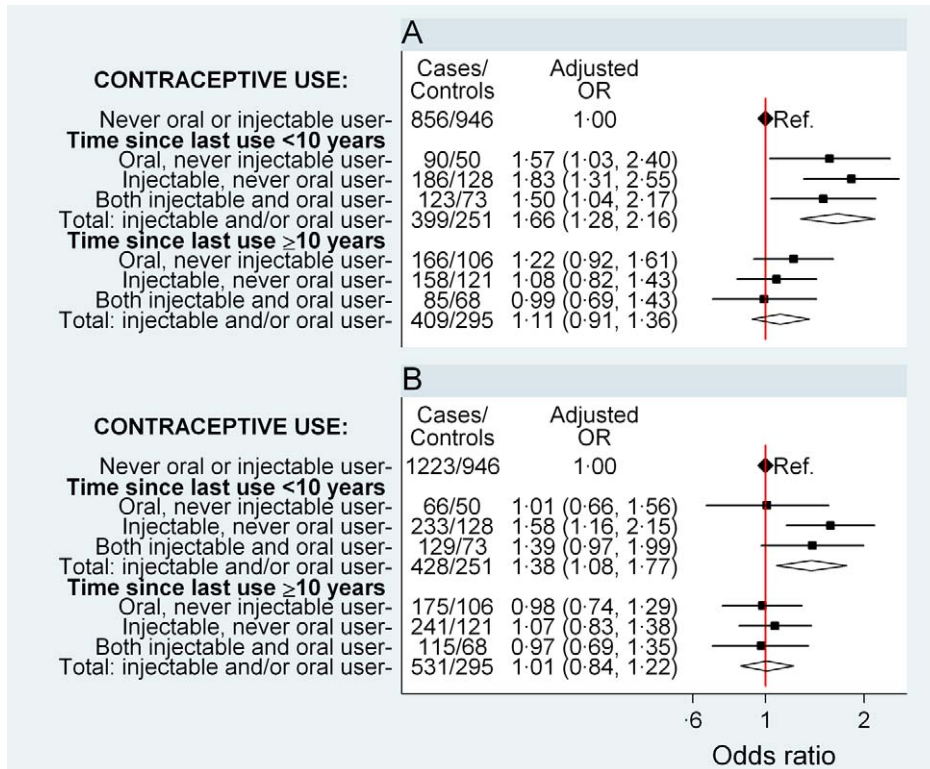 A
CONTRACEPTIVE USE:
Cases/ Controls
Adjusted OR
Never oral or injectable user- 856/946 1·00 Ref.
Time since last use <10 years
Oral, never injectable user- 90/50 1·57 (1·03, 2·40)
Injectable, never oral user- 186/128 1·83 (1·31, 2·55)
Both injectable and oral user- 123/73 1·50 (1·04, 2·17)
Total: injectable and/or oral user- 399/251 1·66 (1·28, 2·16)
Time since last use ≥10 years
Oral, never injectable user- 166/106 1·22 (0·92, 1·61)
Injectable, never oral user- 158/121 1·08 (0·82, 1·43)
Both injectable and oral user- 85/68 0·99 (0·69, 1·43)
Total: injectable and/or oral user- 409/295 1·11 (0·91, 1·36)
B
CONTRACEPTIVE USE:
Cases/ Controls
Adjusted OR
Never oral or injectable user- 1223/946 1·00 Ref.
Time since last use <10 years
Oral, never injectable user- 66/50 1·01 (0·66, 1·56)
Injectable, never oral user- 233/128 1·58 (1·16, 2·15)
Both injectable and oral user- 129/73 1·39 (0·97, 1·99)
Total: injectable and/or oral user- 428/251 1·38 (1·08, 1·77)
Time since last use ≥10 years
Oral, never injectable user- 175/106 0·98 (0·74, 1·29)
Injectable, never oral user- 241/121 1·07 (0·83, 1·38)
Both injectable and oral user- 115/68 0·97 (0·69, 1·35)
Total: injectable and/or oral user- 531/295 1·01 (0·84, 1·22)
·6 1 2
Odds ratio